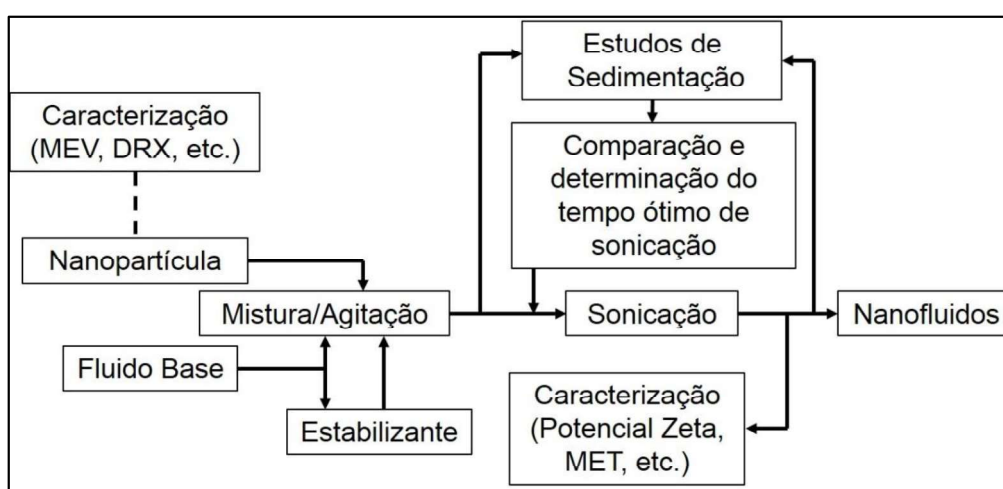 Estudos de
Sedimentação
Caracterização
(MEV, DRX, etc.)
Comparação e
determinação do
tempo ótimo de
sonicação
Nanopartícula
Mistura/Agitação
Sonicação
Nanofluidos
Fluido Base
Estabilizante
Caracterização
(Potencial Zeta,
MET, etc.)